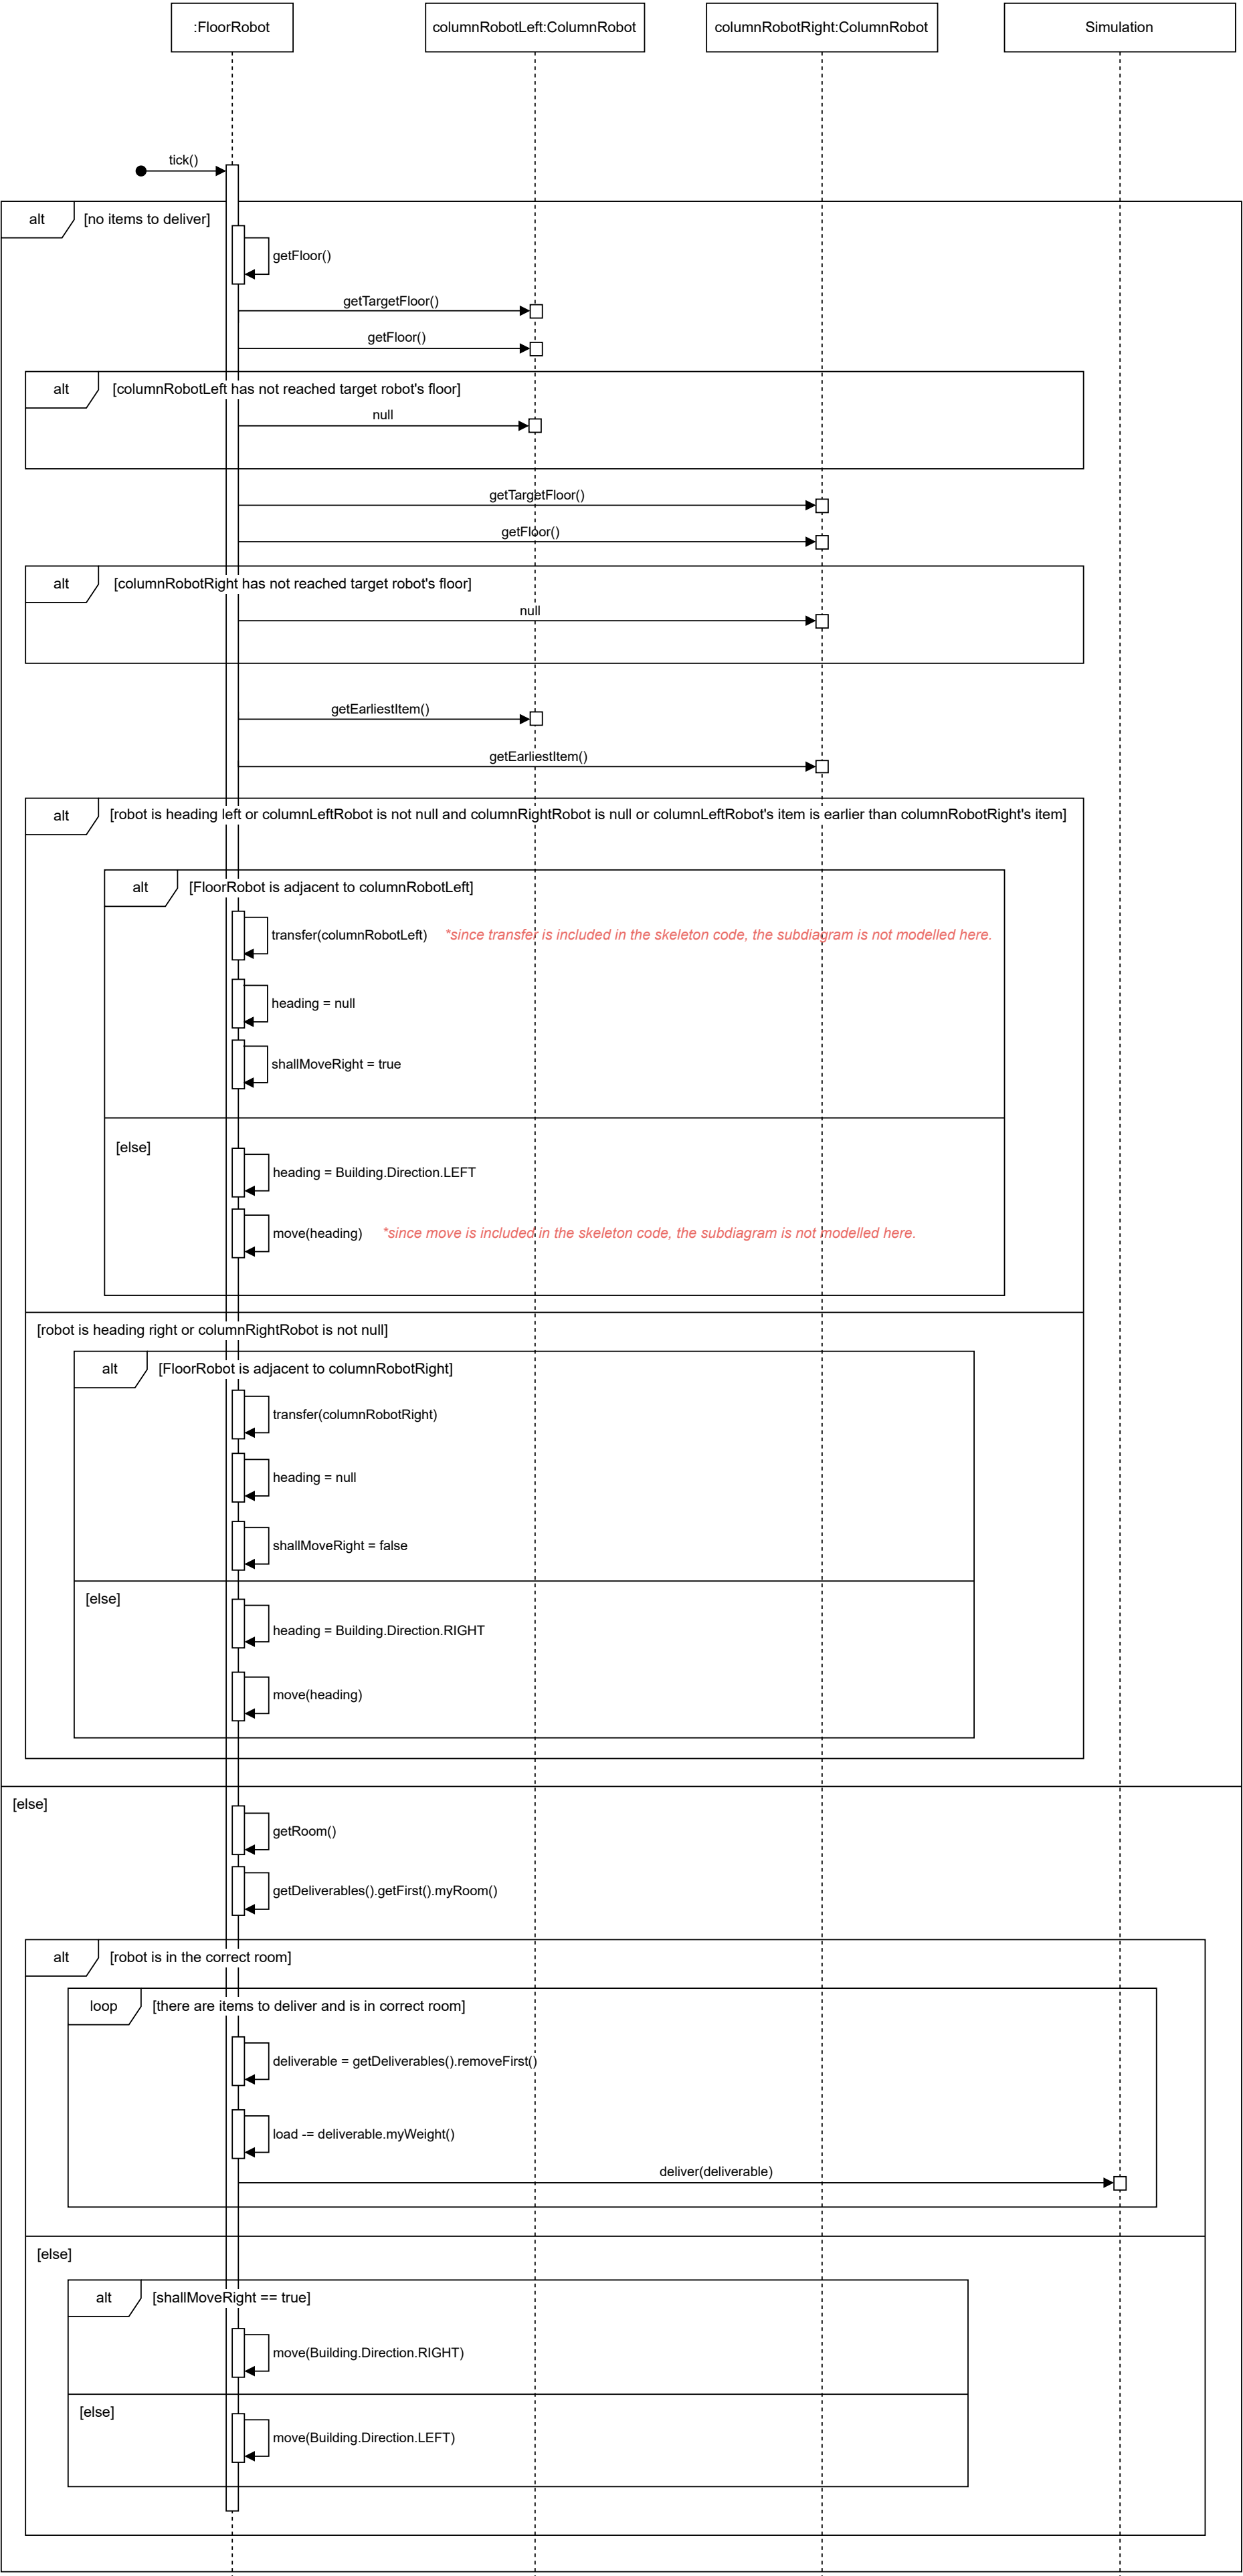 :FloorRobot
columnRobotLeft:ColumnRobot
columnRobotRight:ColumnRobot
Simulation
tick()
alt
[no items to deliver]
getFloor()
getTargetFloor()
getFloor()
alt
[columnRobotLeft has not reached target robot's floor]
null
getTargetFloor()
getFloor()
alt
[columnRobotRight has not reached target robot's floor]
null
getEarliestItem()
getEarliestItem()
alt
[robot is heading left or columnLeftRobot is not null and columnRightRobot is null or columnLeftRobot's item is earlier than columnRobotRight's item]
alt
[FloorRobot is adjacent to columnRobotLeft]
transfer(columnRobotLeft)
*since transfer is included in the skeleton code, the subdiagram is not modelled here.
heading = null
shallMoveRight = true
[else]
heading = Building.Direction.LEFT
move(heading)
*since move is included in the skeleton code, the subdiagram is not modelled here.
[robot is heading right or columnRightRobot is not null]
alt
[FloorRobot is adjacent to columnRobotRight]
transfer(columnRobotRight)
heading = null
shallMoveRight = false
[else]
heading = Building.Direction.RIGHT
move(heading)
[else]
getRoom()
getDeliverables().getFirst().myRoom()
alt
[robot is in the correct room]
loop
[there are items to deliver and is in correct room]
deliverable = getDeliverables().removeFirst()
load -= deliverable.myWeight()
deliver(deliverable)
[else]
alt
[shallMoveRight == true]
move(Building.Direction.RIGHT)
[else]
move(Building.Direction.LEFT)